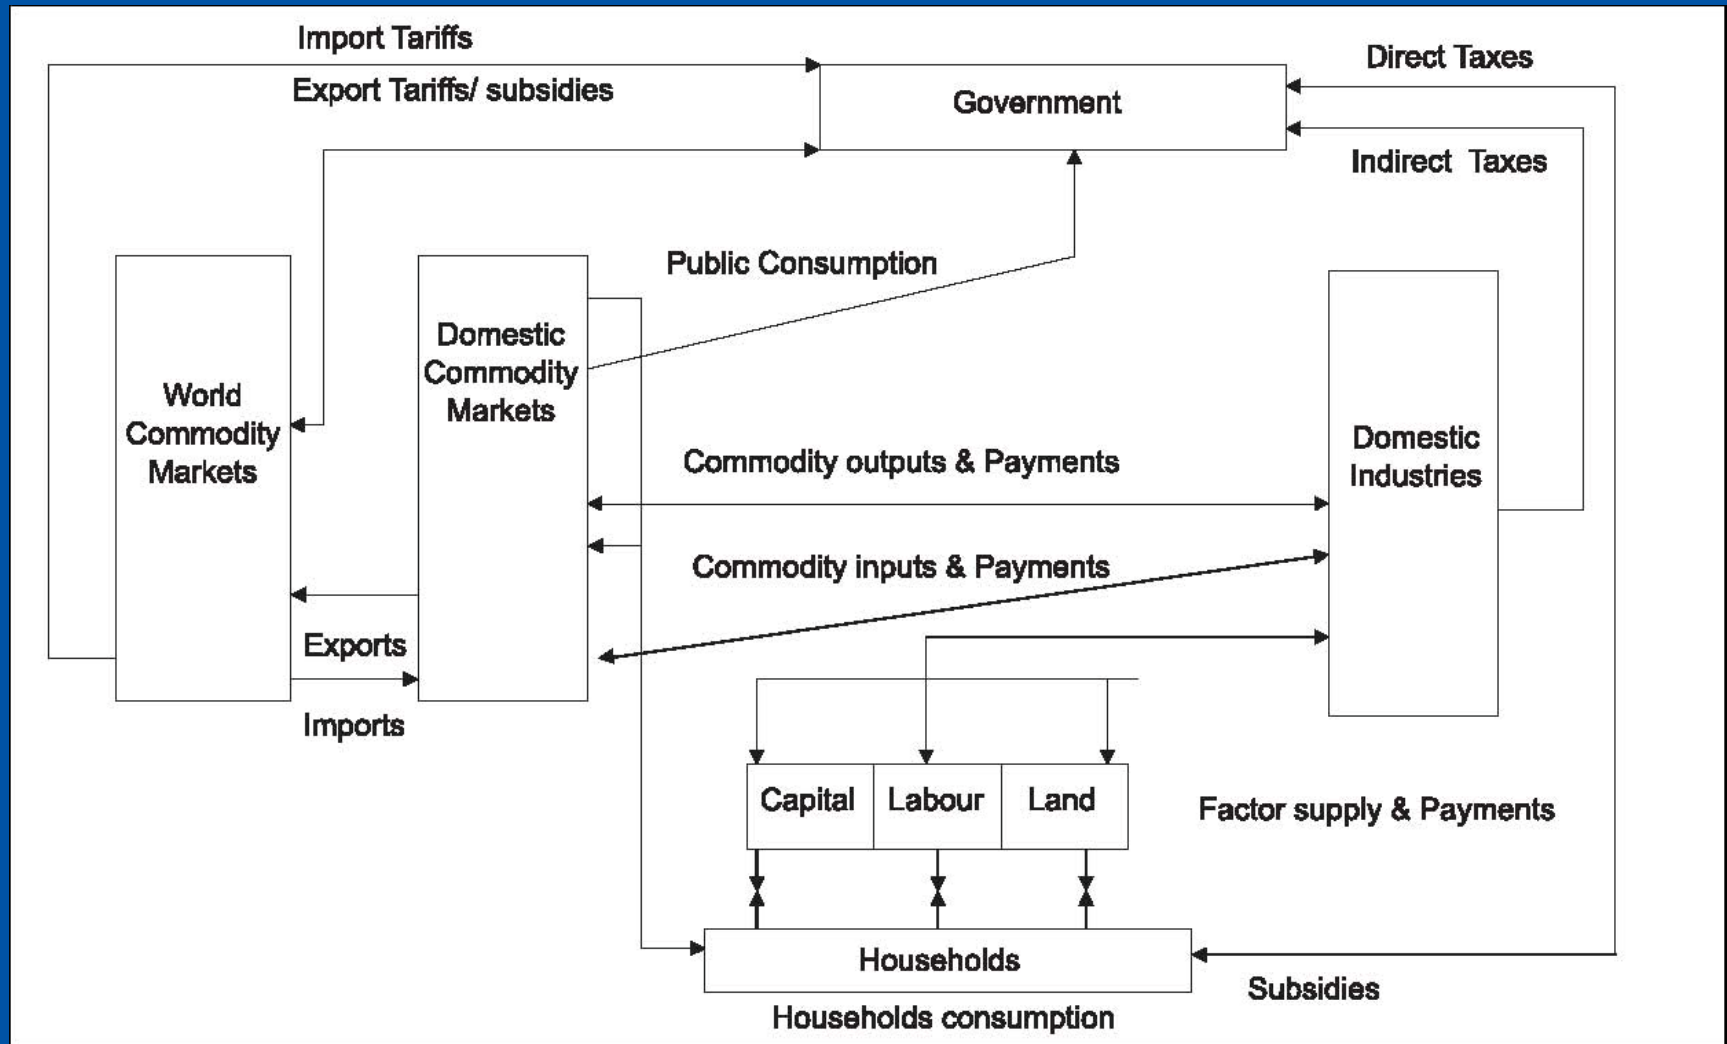 Import Tariffs
Export Tariffs/ subsidies
Government
Direct Taxes
Indirect Taxes
Public Consumption
World
Commodity
Markets
Domestic
Commodity
Markets
Domestic
Industries
Commodity outputs & Payments
Commodity inputs & Payments
Exports
Imports
Capital
Labour
Land
Factor supply & Payments
Households
Subsidies
Households consumption